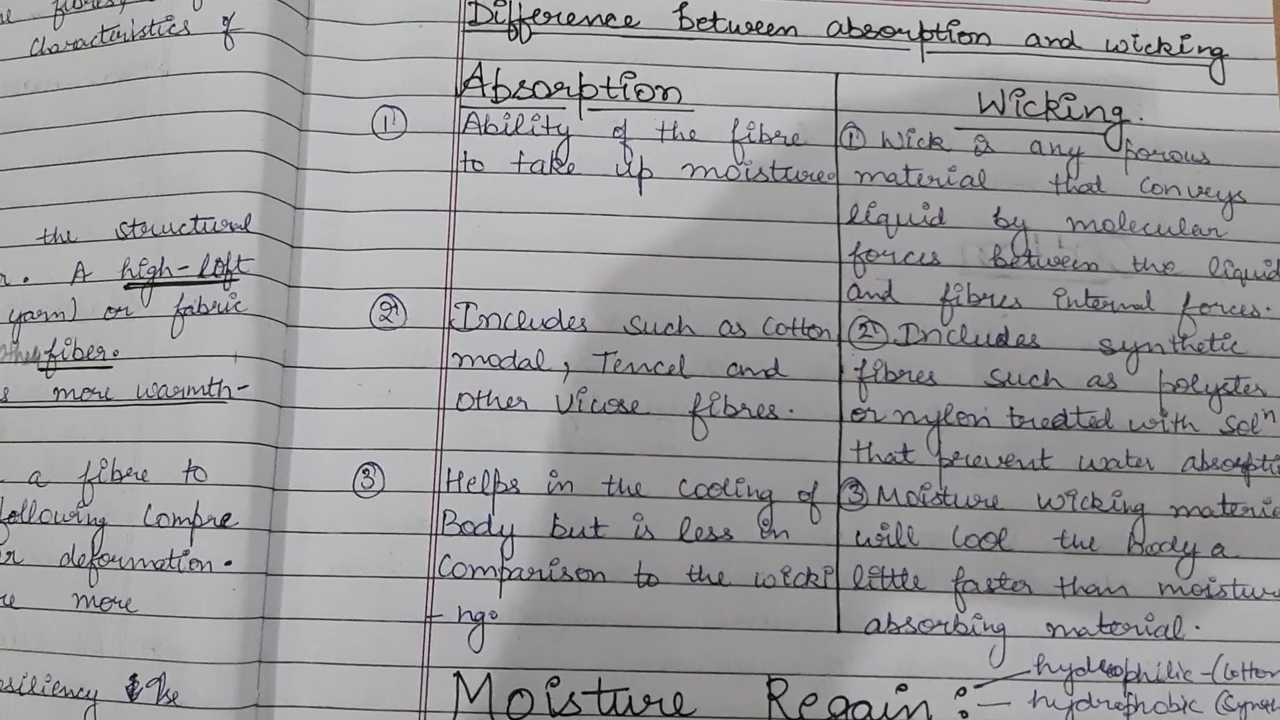 characteristics of
the structural
A high-loft
yarn) or fabric
fiber.
more warmth-
a fibre to
following Compre
deformation.
more
the
Difference between absorption and wicking
Absorption
① Ability of the fibre
to take up moisture
② Includes such as cotton
modal, Tencel and
other Vicose fibres.
③ Helps in the cooling of
Body but is less in
Comparison to the wicki
- ng.
Wicking.
① Wick is any porous
material that conveys
liquid by molecular
forces between the liquid
and fibres internal forces.
② Includes synthetic
fibres such as polyster
or nylon treated with solⁿ
that prevent water absorpti
③ Moisture wicking materia
will cool the Body a
little faster than moistur
absorbing material.
Moisture Regain :
hydrophilic - (Cotton
hydrophobic (Synth